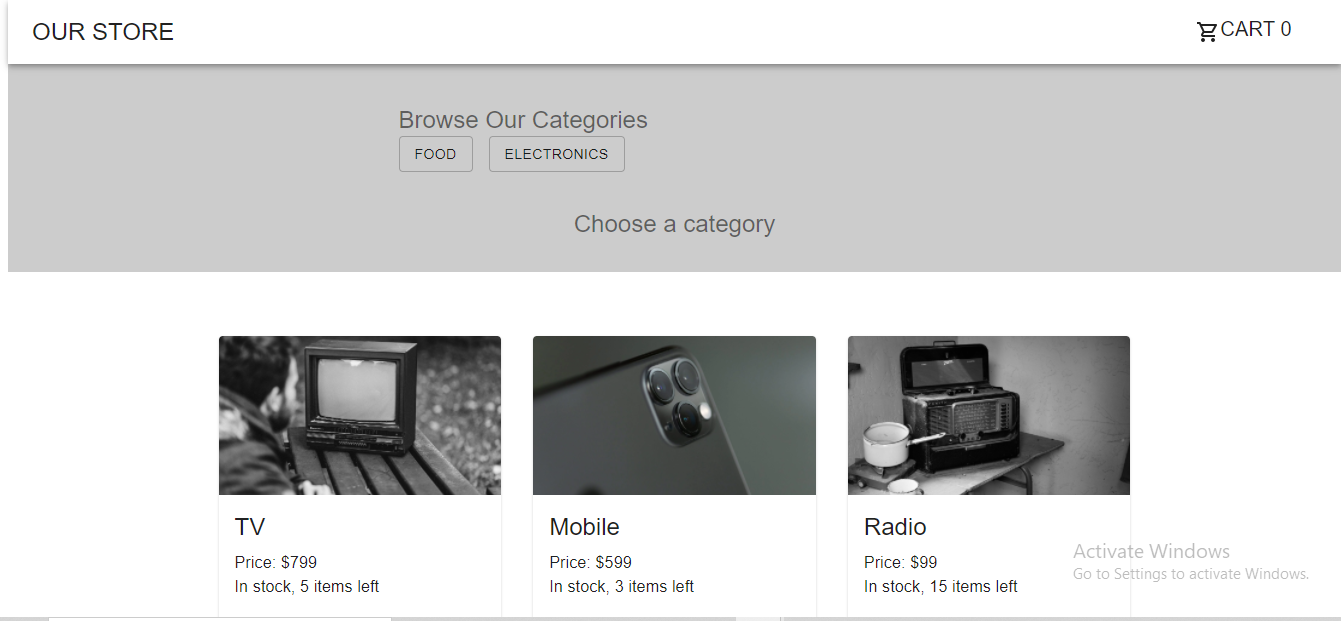 OUR STORE
CART 0
Browse Our Categories
FOOD
ELECTRONICS
Choose a category
TV
Price: $799
In stock, 5 items left
Mobile
Price: $599
In stock, 3 items left
Radio
Price: $99
In stock, 15 items left
Activate Windows
Go to Settings to activate Windows.